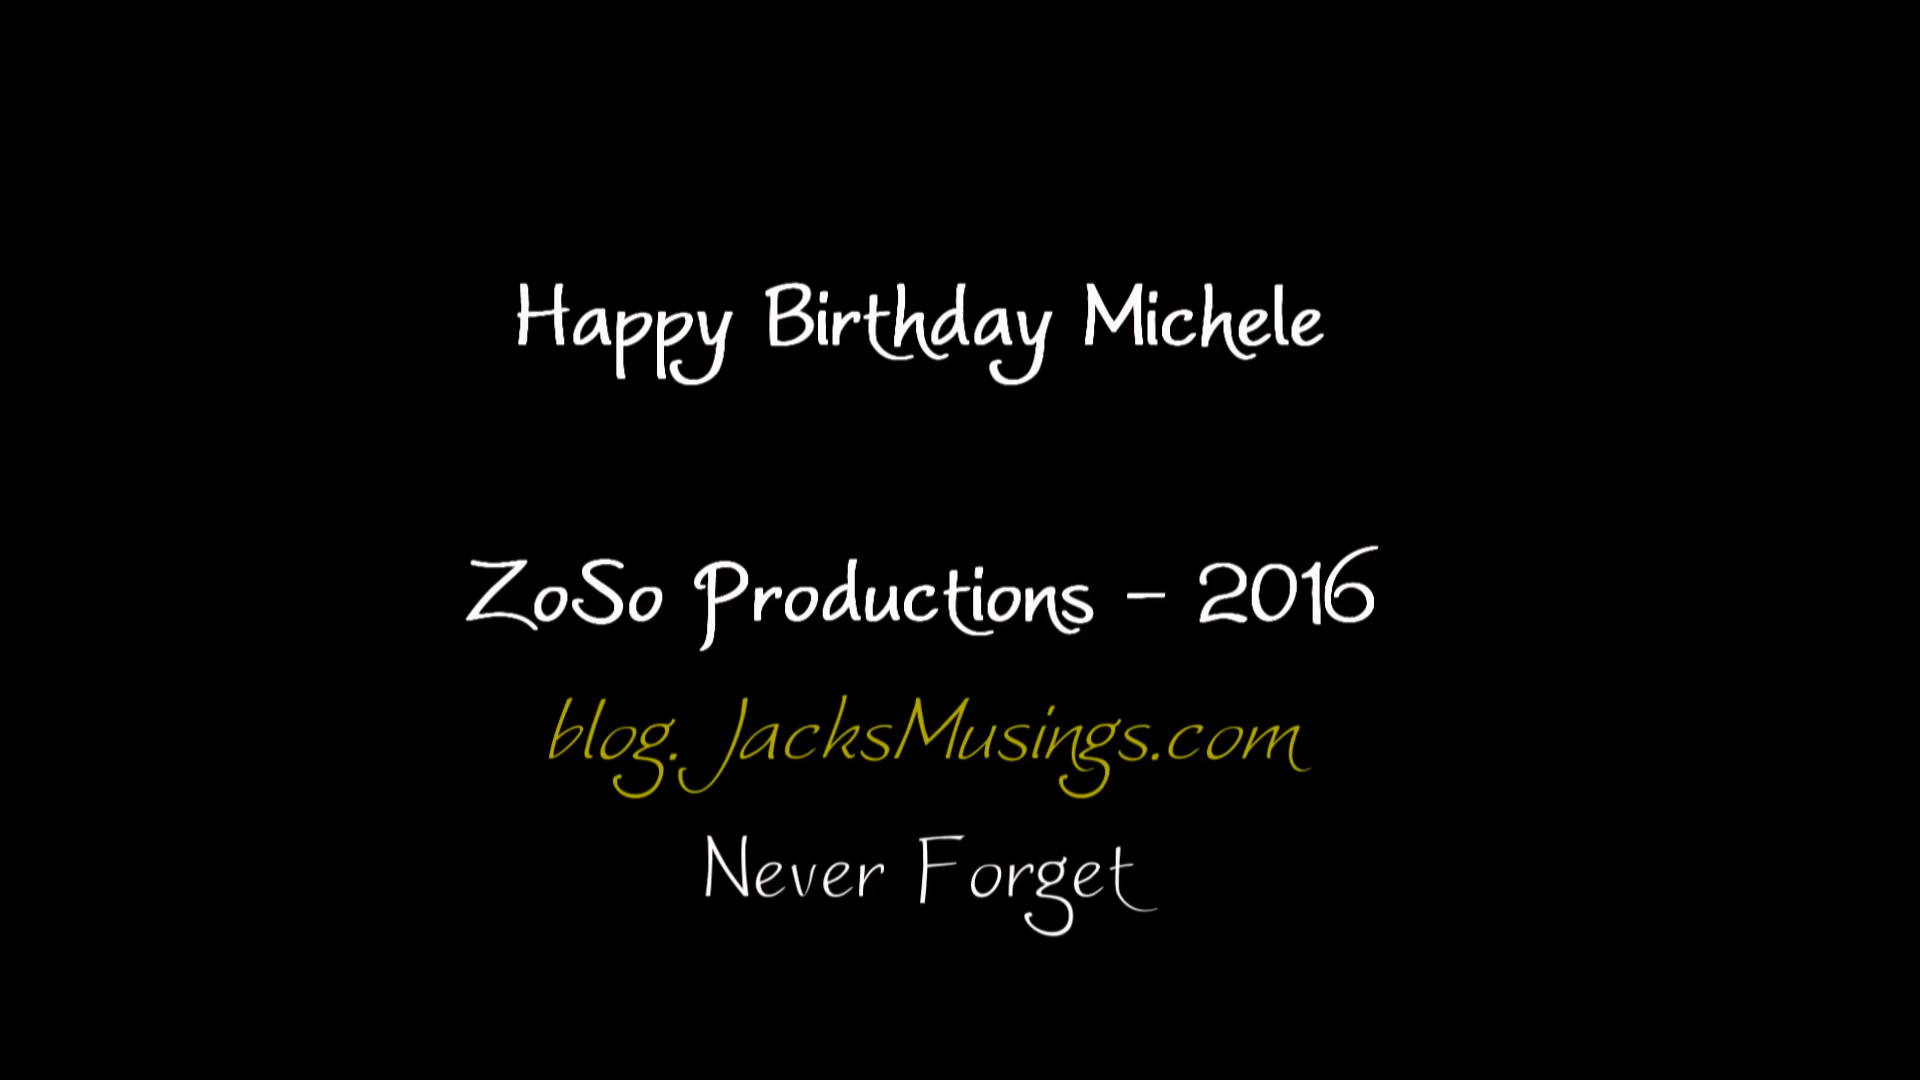 Happy Birthday Michele
ZoSo Productions - 2016
blog.JacksMusings.com
Never Forget